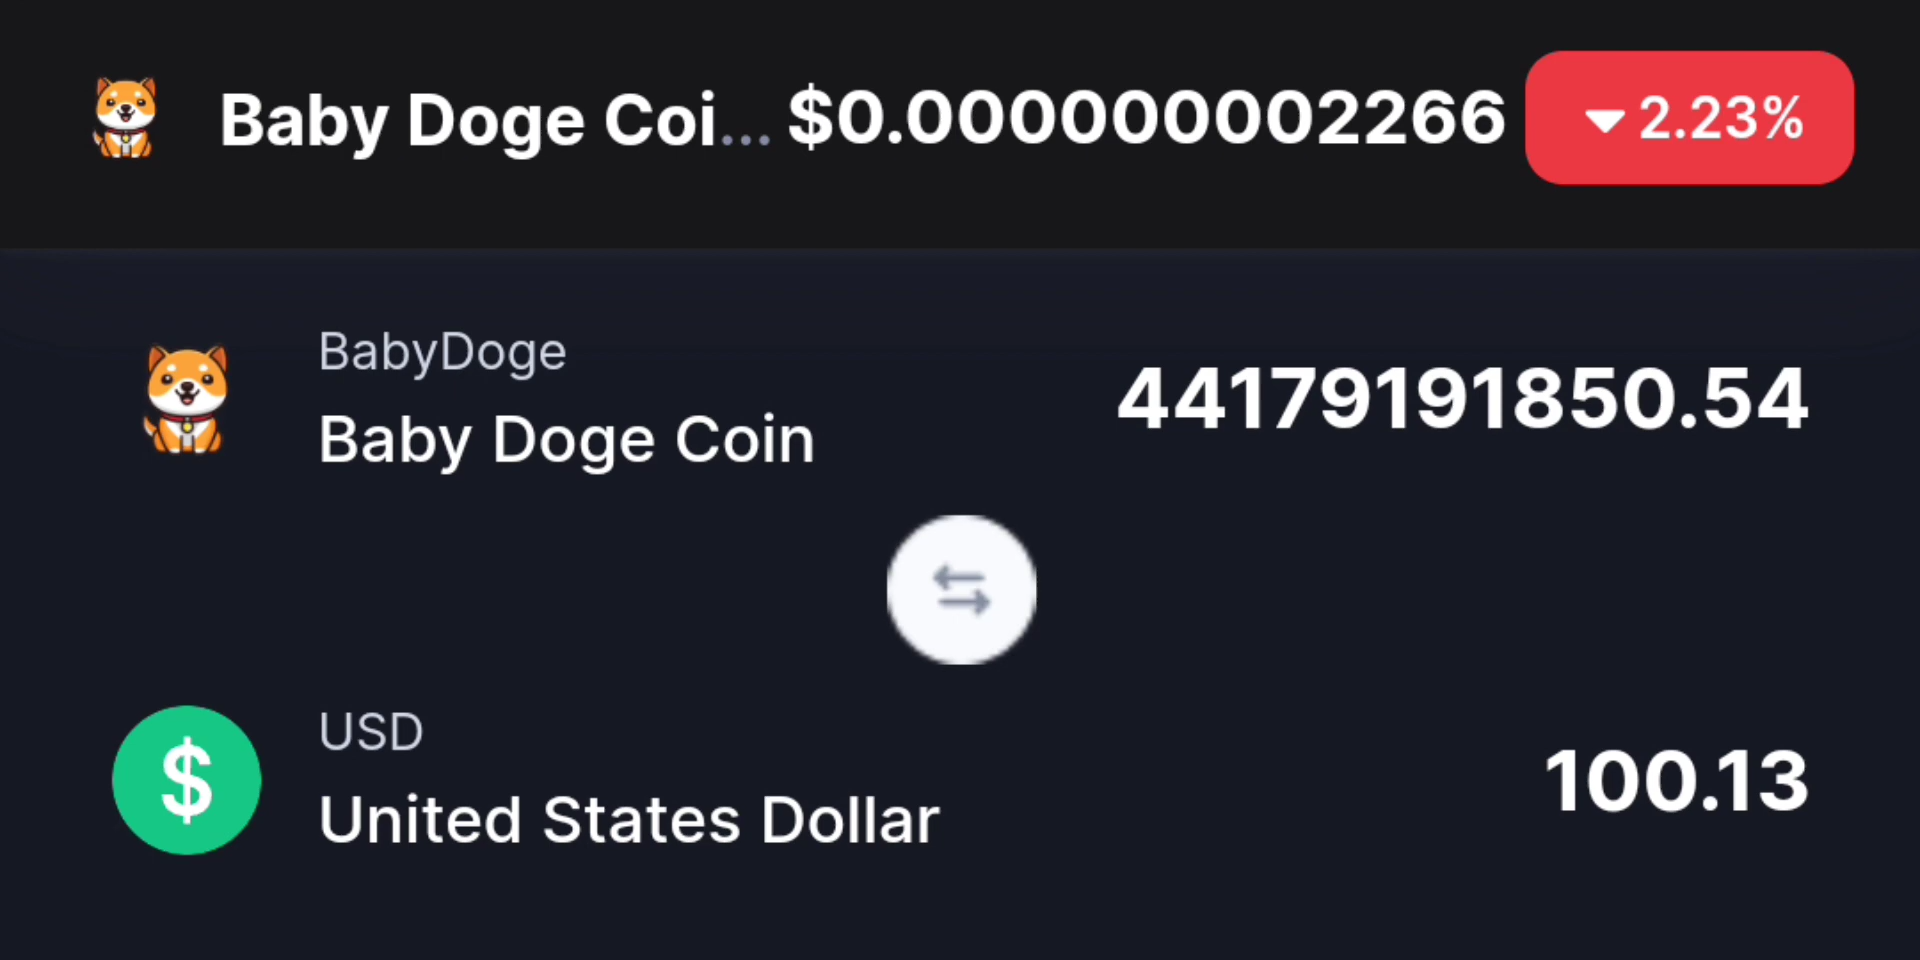 Baby Doge Coi... $0.000000002266 2.23%
BabyDoge
Baby Doge Coin
44179191850.54
USD
United States Dollar
100.13